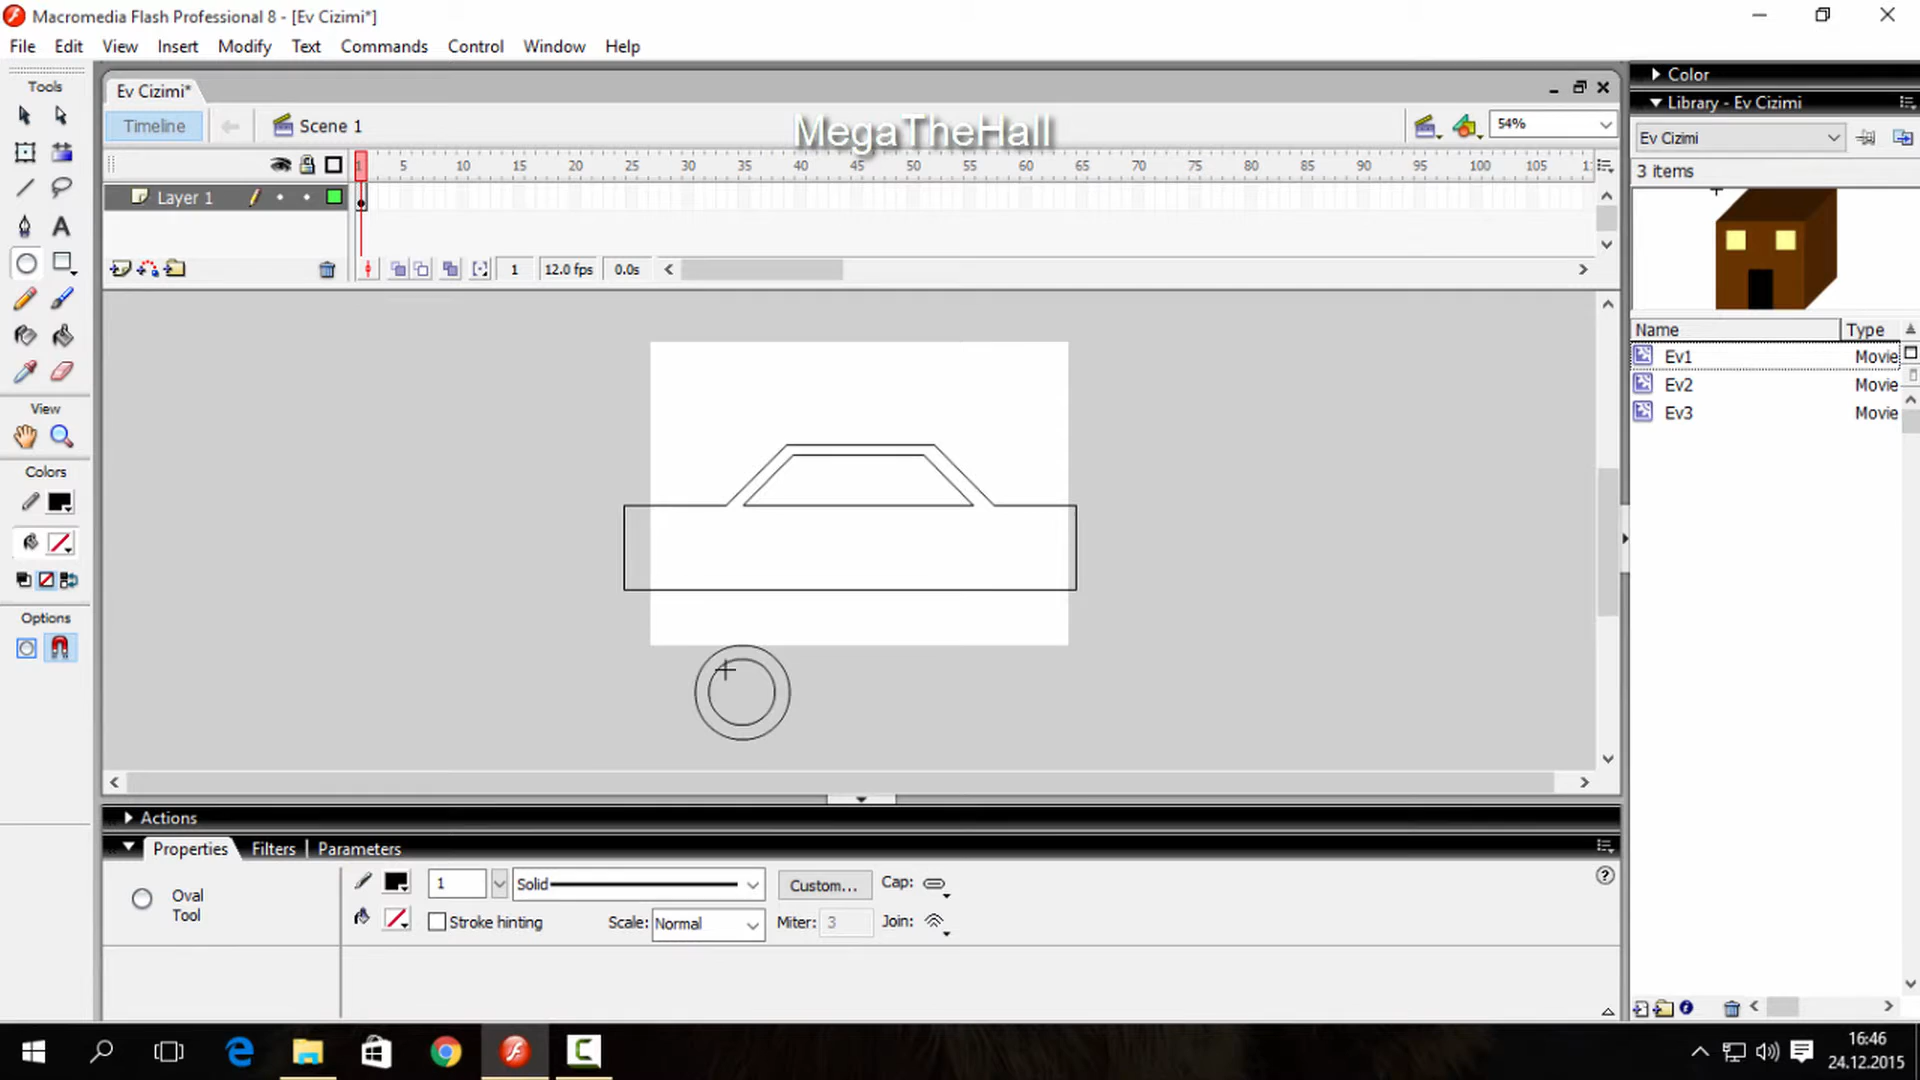 Macromedia Flash Professional 8 - [Ev Cizimi*]
File Edit View Insert Modify Text Commands Control Window Help
Tools
Ev Cizimi*
Timeline
Scene 1
MegaTheHall
54%
1 5 10 15 20 25 30 35 40 45 50 55 60 65 70 75 80 85 90 95 100 105
Layer 1
1 12.0 fps 0.0s
View
Colors
Options
Color
Library - Ev Cizimi
Ev Cizimi
3 items
Name Type
Ev1 Movie
Ev2 Movie
Ev3 Movie
Actions
Properties Filters Parameters
Oval
Tool
1 Solid Custom... Cap:
Stroke hinting Scale: Normal Miter: 3 Join:
16:46
24.12.2015